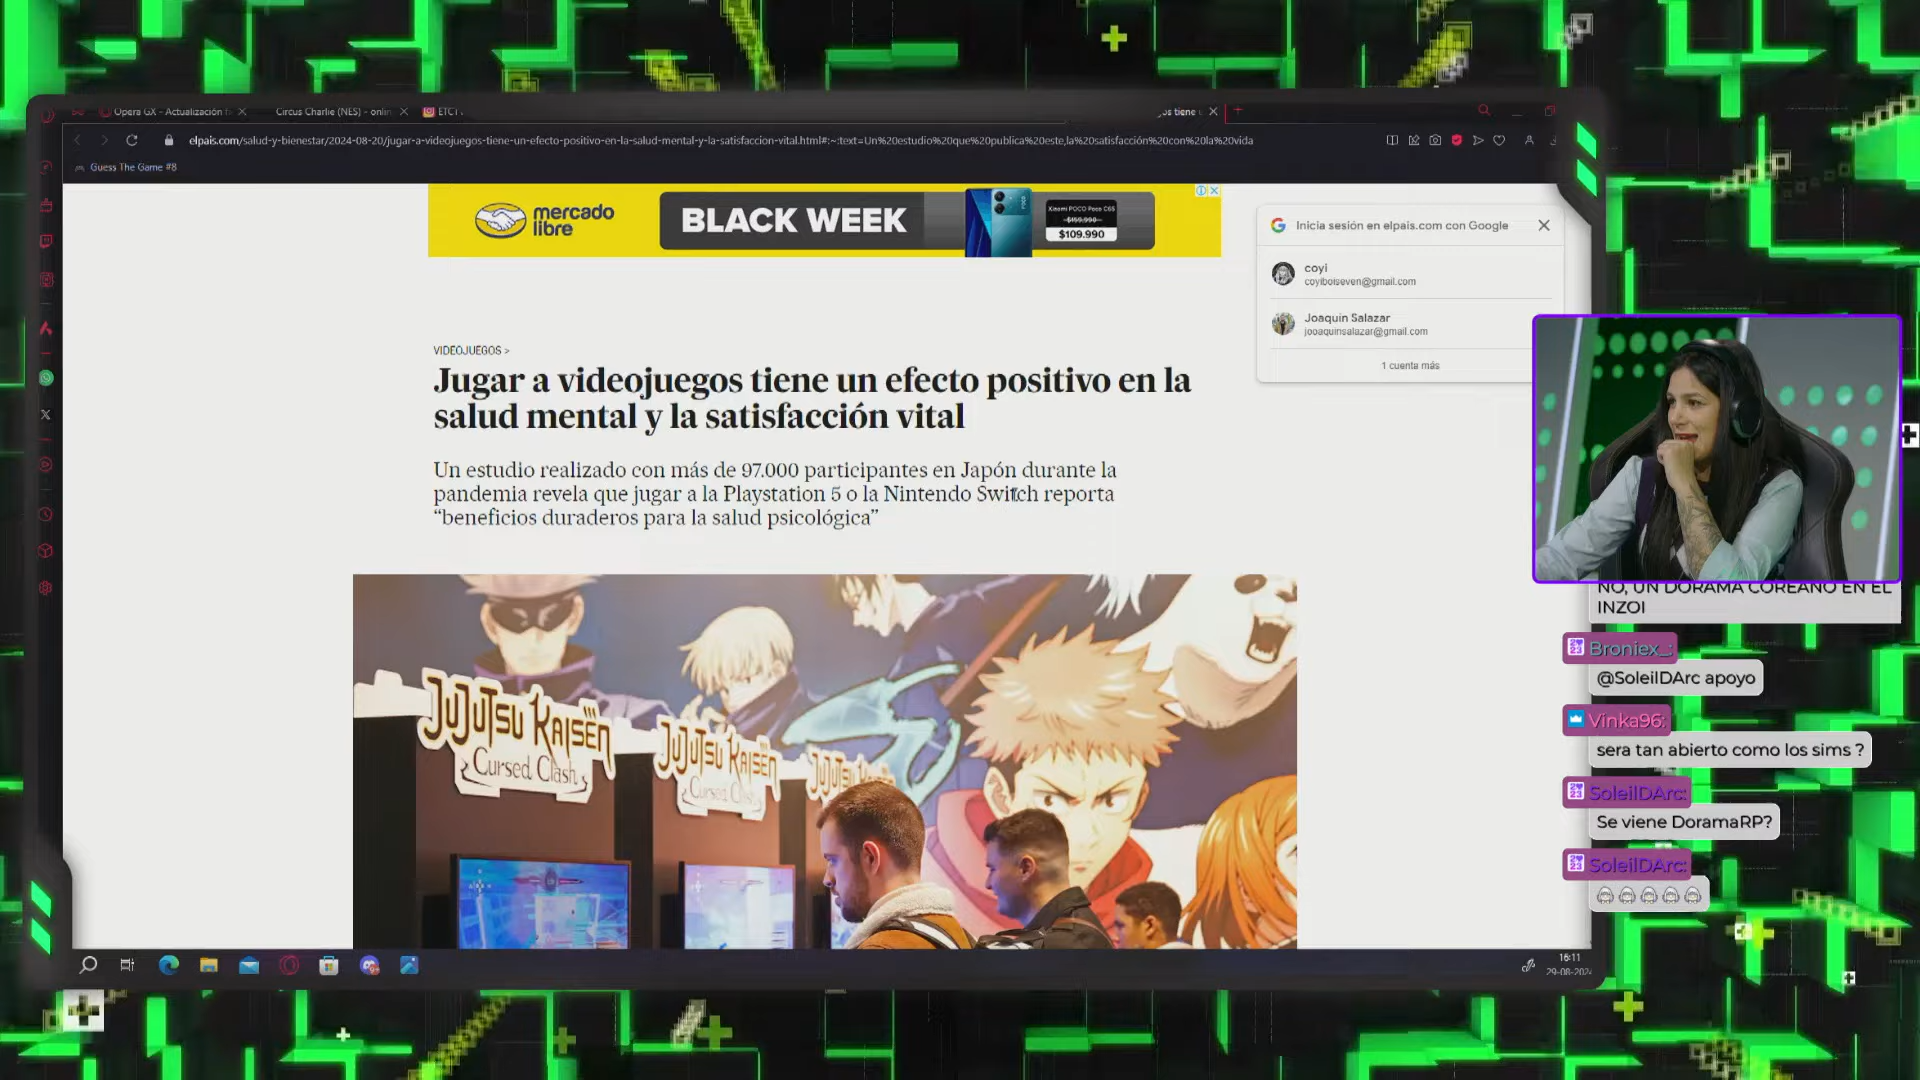 Opera GX - Actualización
Circus Charlie (NES) - onlin
ETCT
os tiene
elpais.com/salud-y-bienestar/2024-08-20/jugar-a-videojuegos-tiene-un-efecto-positivo-en-la-salud-mental-y-la-satisfaccion-vital.html#:~:text=Un%20estudio%20que%20publica%20este,la%20satisfacción%20con%20la%20vida
Guess The Game #8
mercado
libre
BLACK WEEK
Xiaomi POCO Poco C65
$159.990
$109.990
Inicia sesión en elpais.com con Google
coyi
coyiboiseven@gmail.com
Joaquín Salazar
jooaquinsalazar@gmail.com
1 cuenta más
VIDEOJUEGOS >
Jugar a videojuegos tiene un efecto positivo en la
salud mental y la satisfacción vital
Un estudio realizado con más de 97.000 participantes en Japón durante la
pandemia revela que jugar a la Playstation 5 o la Nintendo Switch reporta
“beneficios duraderos para la salud psicológica”
JUJUTSU KAISEN
Cursed Clash
JUJUTSU KAISEN
Cursed Clash
JUJUTSU
NO, UN DORAMA COREANO EN EL
INZOI
Broniex_:
@SoleilDArc apoyo
Vinka96:
sera tan abierto como los sims ?
SoleilDArc:
Se viene DoramaRP?
SoleilDArc:
16:11
29-08-202